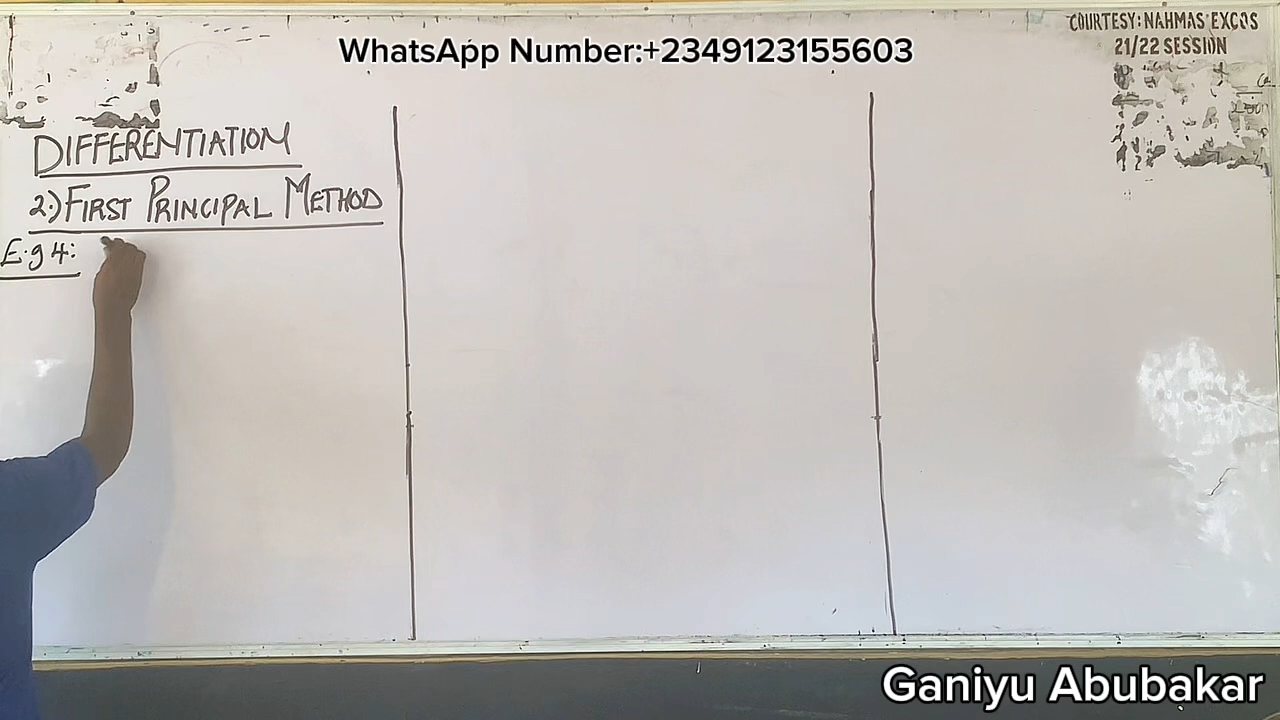 COURTESY: NAHMAS EXCOS
21/22 SESSION
WhatsApp Number:+2349123155603
DIFFERENTIATION
2.) FIRST PRINCIPAL METHOD
E.g 4:
Ganiyu Abubakar